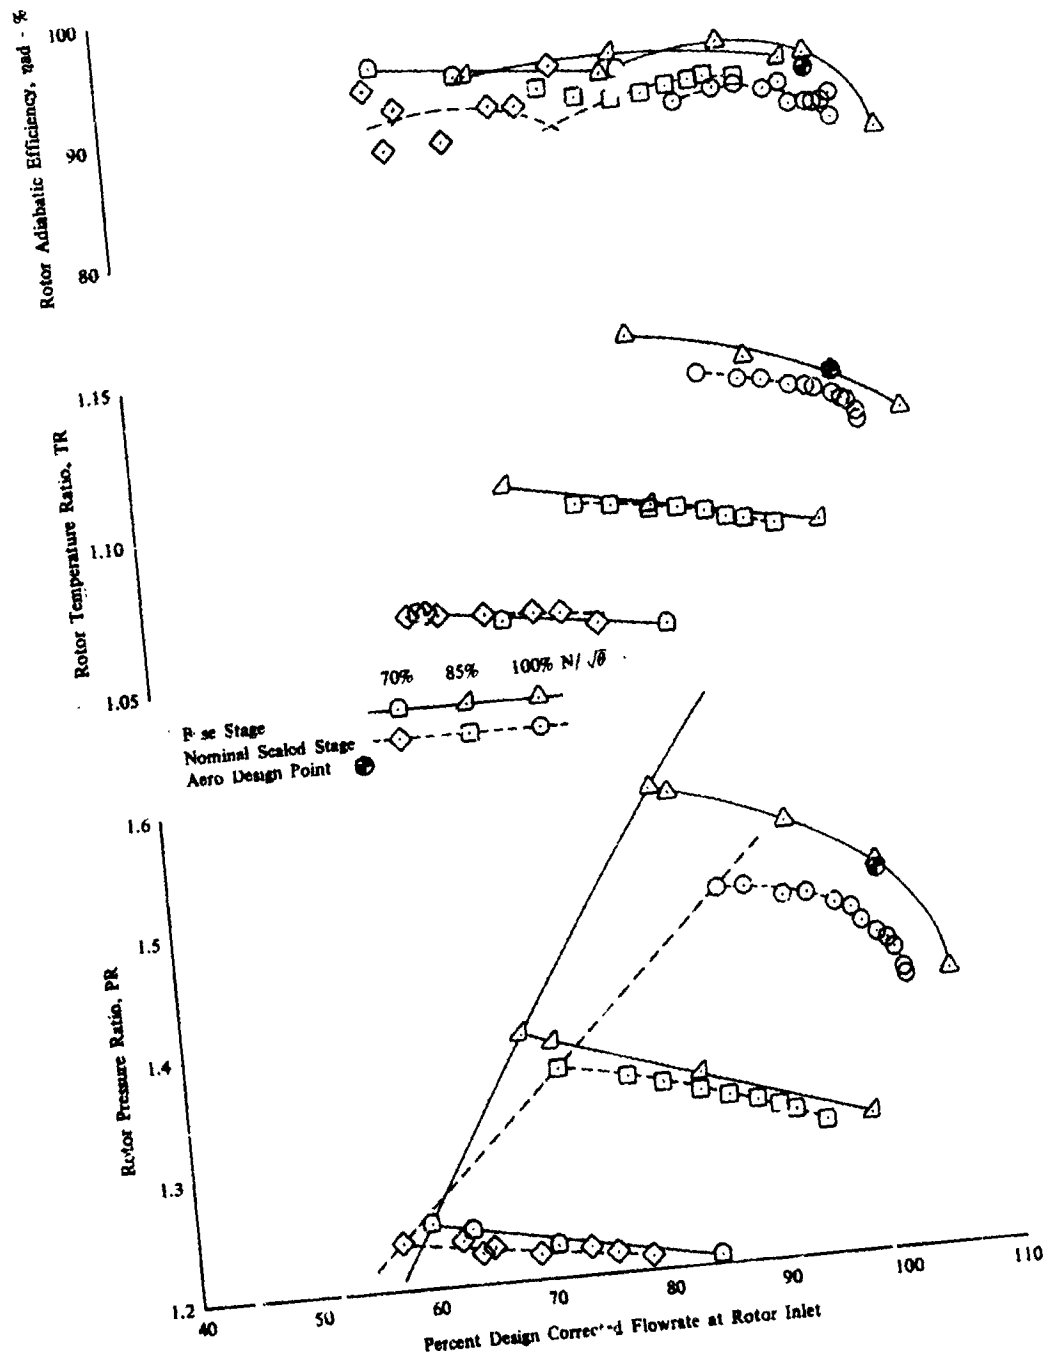 Rotor Adiabatic Efficiency, ηad - %
100
90
80
Rotor Temperature Ratio, TR
1.15
1.10
1.05
70% 85% 100% N/ √θ
B se Stage
Nominal Scaled Stage
Aero Design Point
Rotor Pressure Ratio, PR
1.6
1.5
1.4
1.3
1.2
40 50 60 70 80 90 100 110
Percent Design Flowrate at Rotor Inlet